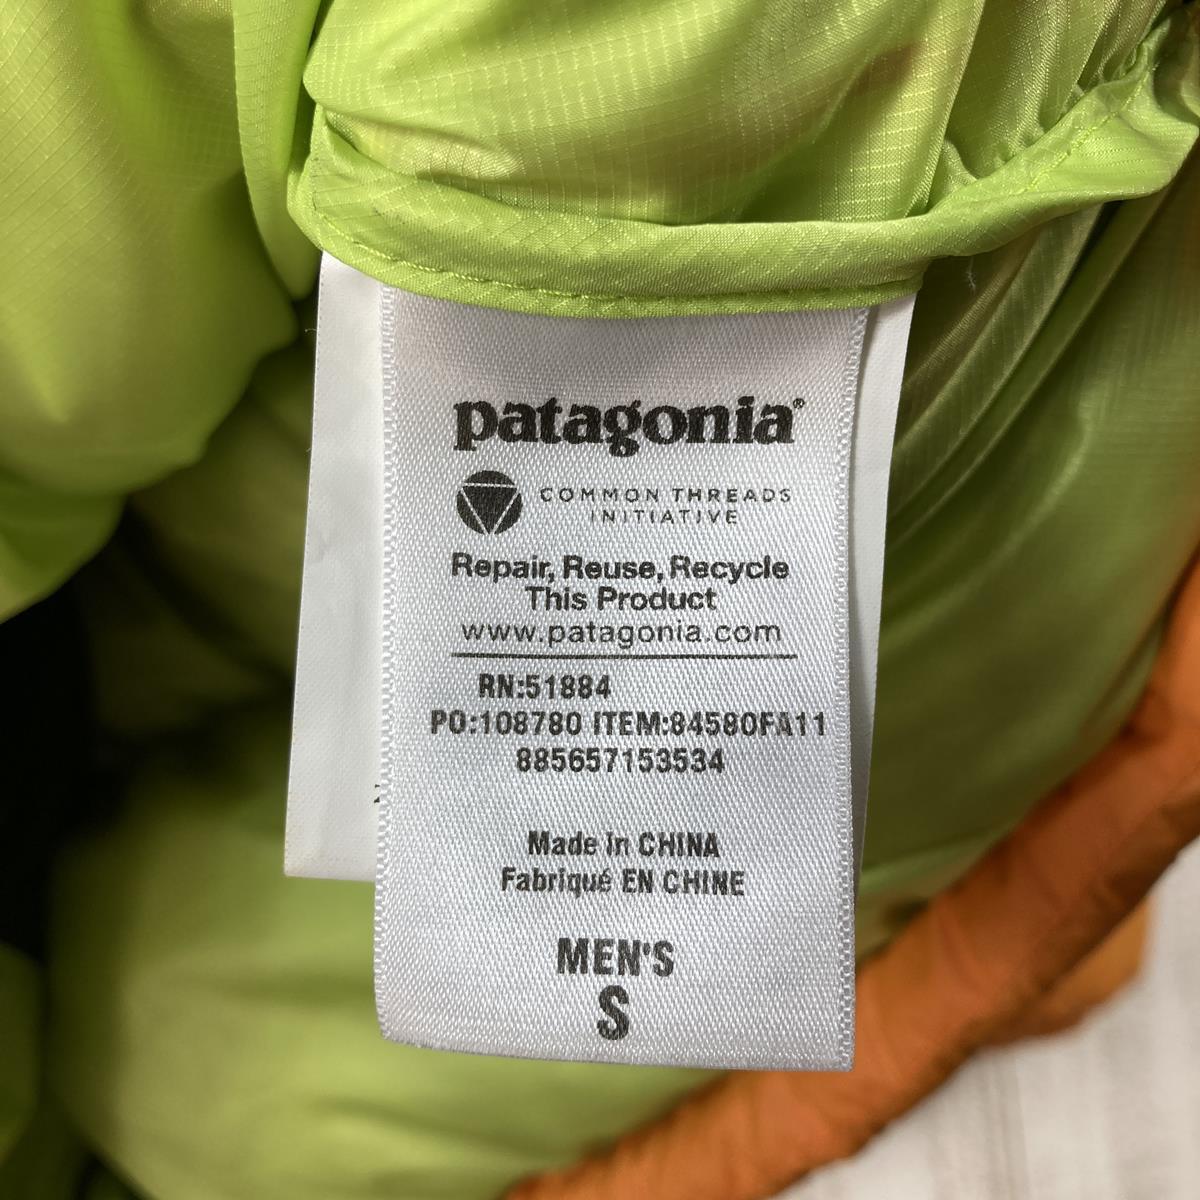 patagonia®
COMMON THREADS
INITIATIVE
Repair, Reuse, Recycle
This Product
www.patagonia.com
RN:51884
PO:108780 ITEM:84580FA11
885657153534
Made in CHINA
Fabriqué EN CHINE
MEN'S
S